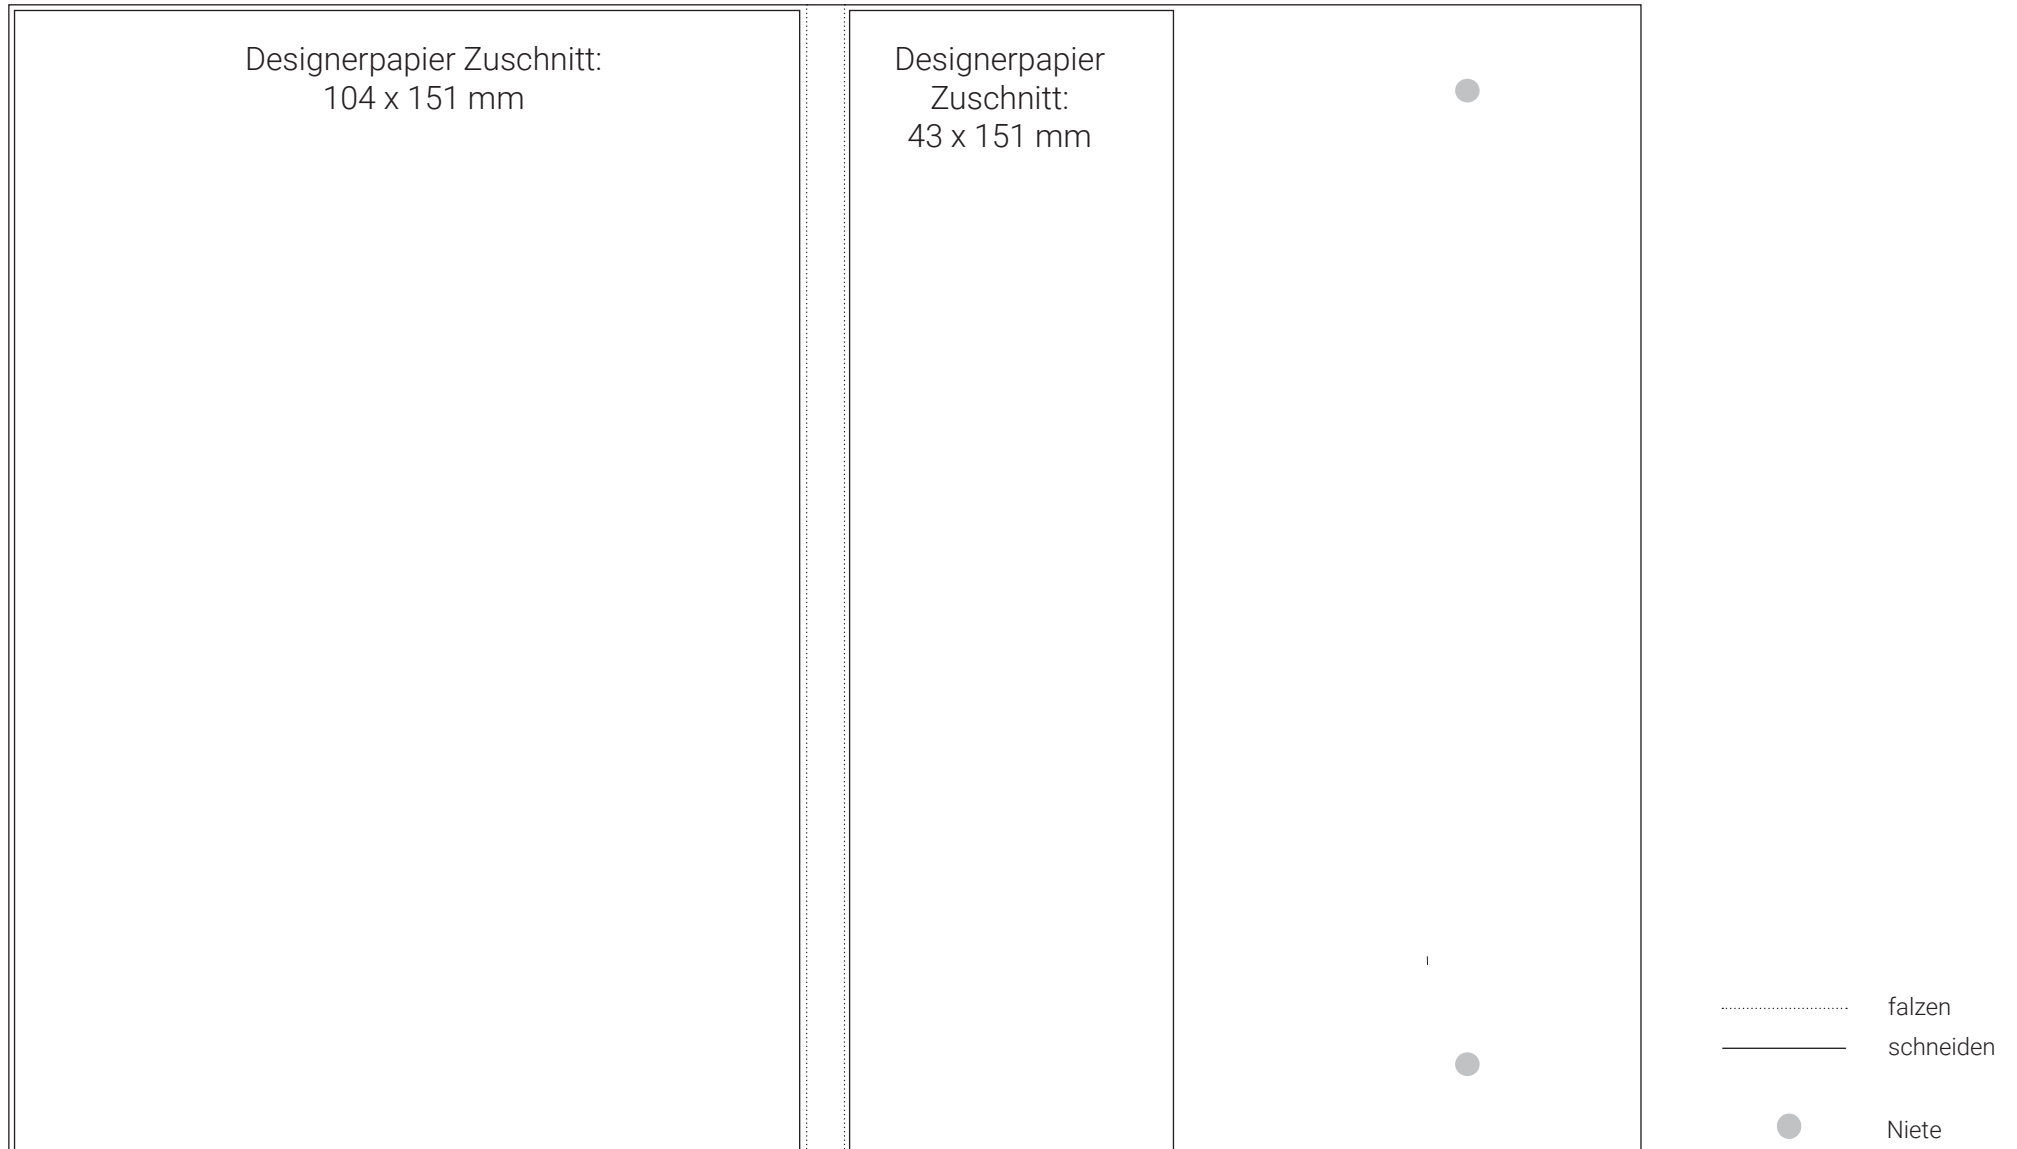 Designerpapier Zuschnitt:
104 x 151 mm
Designerpapier
Zuschnitt:
43 x 151 mm
falzen
schneiden
Niete